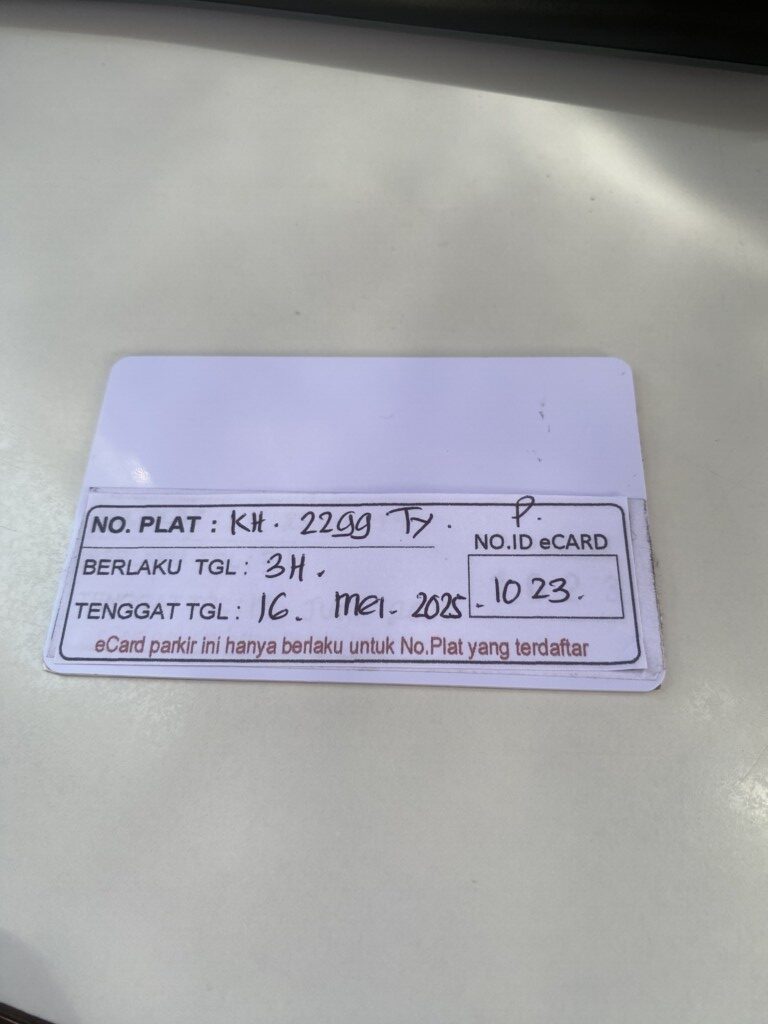 NO. PLAT : KH. 2299 Ty. P.
NO.ID eCARD
BERLAKU TGL : 3H.
TENGGAT TGL : 16. mei. 2025. 1023.
eCard parkir ini hanya berlaku untuk No.Plat yang terdaftar